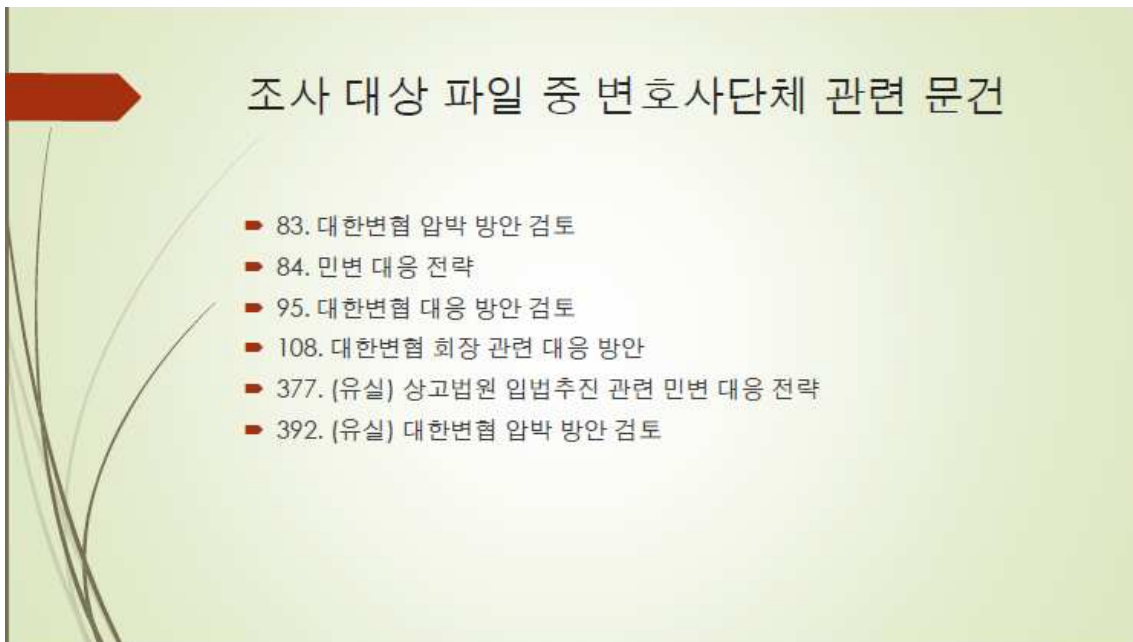 조사 대상 파일 중 변호사단체 관련 문건
83. 대한변협 압박 방안 검토
84. 민변 대응 전략
95. 대한변협 대응 방안 검토
108. 대한변협 회장 관련 대응 방안
377. (유실) 상고법원 입법추진 관련 민변 대응 전략
392. (유실) 대한변협 압박 방안 검토